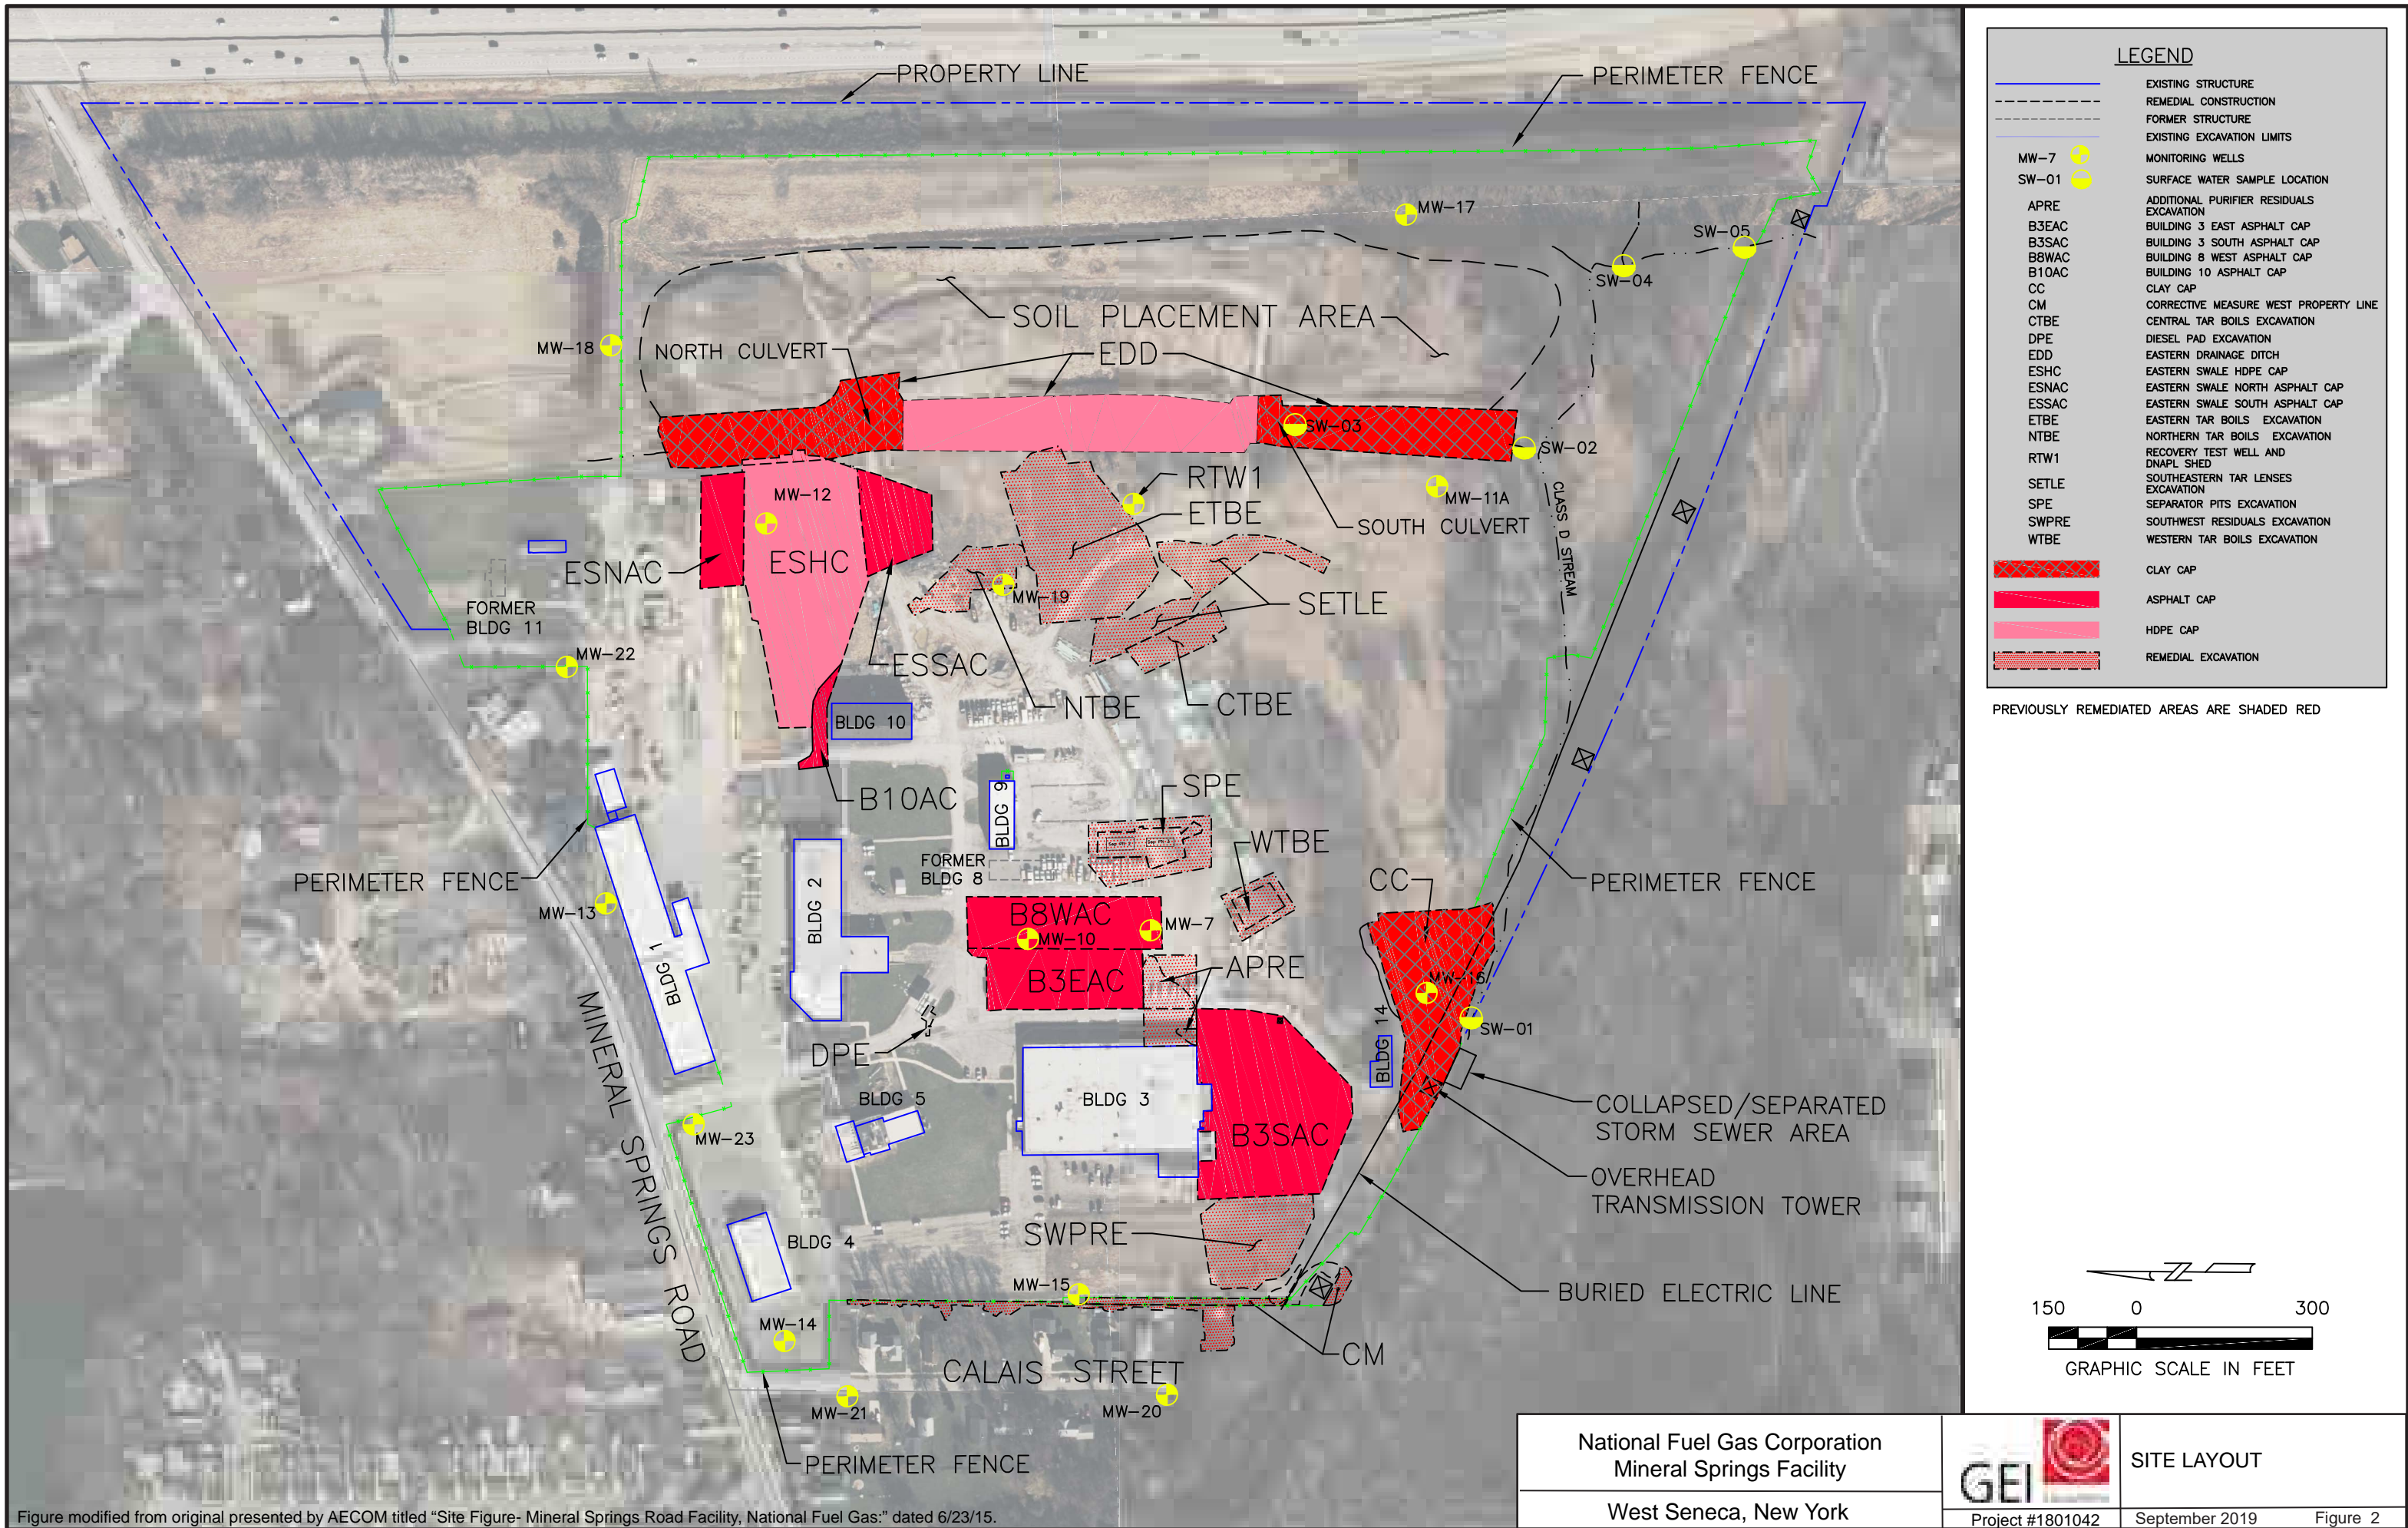 PROPERTY LINE
PERIMETER FENCE
MW-17
SW-05
SW-04
SOIL PLACEMENT AREA
MW-18
NORTH CULVERT
EDD
SW-03
SW-02
MW-12
RTW1
MW-11A
ETBE
SOUTH CULVERT
CLASS D STREAM
ESNAC
ESHC
MW-19
SETLE
FORMER
BLDG 11
MW-22
ESSAC
NTBE
CTBE
BLDG 10
B10AC
BLDG 9
SPE
WTBE
FORMER
BLDG 8
PERIMETER FENCE
BLDG 2
CC
PERIMETER FENCE
MW-13
B8WAC
MW-10
MW-7
BLDG 1
B3EAC
APRE
MW-16
SW-01
BLDG 14
DPE
MINERAL SPRINGS ROAD
BLDG 5
BLDG 3
B3SAC
COLLAPSED/SEPARATED
STORM SEWER AREA
MW-23
OVERHEAD
TRANSMISSION TOWER
BLDG 4
SWPRE
MW-15
BURIED ELECTRIC LINE
MW-14
CM
CALAIS STREET
MW-21
MW-20
PERIMETER FENCE
Figure modified from original presented by AECOM titled “Site Figure- Mineral Springs Road Facility, National Fuel Gas:” dated 6/23/15.
LEGEND
EXISTING STRUCTURE
REMEDIAL CONSTRUCTION
FORMER STRUCTURE
EXISTING EXCAVATION LIMITS
MW-7 MONITORING WELLS
SW-01 SURFACE WATER SAMPLE LOCATION
APRE ADDITIONAL PURIFIER RESIDUALS
EXCAVATION
B3EAC BUILDING 3 EAST ASPHALT CAP
B3SAC BUILDING 3 SOUTH ASPHALT CAP
B8WAC BUILDING 8 WEST ASPHALT CAP
B10AC BUILDING 10 ASPHALT CAP
CC CLAY CAP
CM CORRECTIVE MEASURE WEST PROPERTY LINE
CTBE CENTRAL TAR BOILS EXCAVATION
DPE DIESEL PAD EXCAVATION
EDD EASTERN DRAINAGE DITCH
ESHC EASTERN SWALE HDPE CAP
ESNAC EASTERN SWALE NORTH ASPHALT CAP
ESSAC EASTERN SWALE SOUTH ASPHALT CAP
ETBE EASTERN TAR BOILS EXCAVATION
NTBE NORTHERN TAR BOILS EXCAVATION
RTW1 RECOVERY TEST WELL AND
DNAPL SHED
SETLE SOUTHEASTERN TAR LENSES
EXCAVATION
SPE SEPARATOR PITS EXCAVATION
SWPRE SOUTHWEST RESIDUALS EXCAVATION
WTBE WESTERN TAR BOILS EXCAVATION
CLAY CAP
ASPHALT CAP
HDPE CAP
REMEDIAL EXCAVATION
PREVIOUSLY REMEDIATED AREAS ARE SHADED RED
150 0 300
GRAPHIC SCALE IN FEET
National Fuel Gas Corporation
Mineral Springs Facility
West Seneca, New York
GEI
Project #1801042
SITE LAYOUT
September 2019 Figure 2